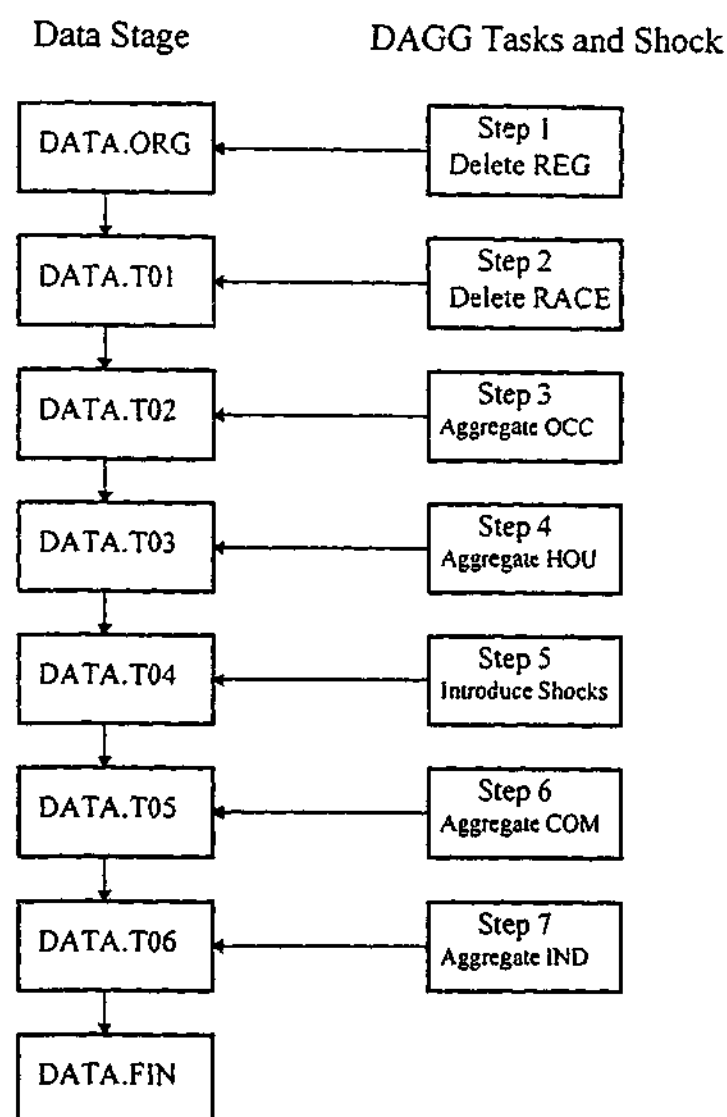 Data Stage DAGG Tasks and Shock
DATA.ORG
Step 1
Delete REG
DATA.T01
Step 2
Delete RACE
DATA.T02
Step 3
Aggregate OCC
DATA.T03
Step 4
Aggregate HOU
DATA.T04
Step 5
Introduce Shocks
DATA.T05
Step 6
Aggregate COM
DATA.T06
Step 7
Aggregate IND
DATA.FIN